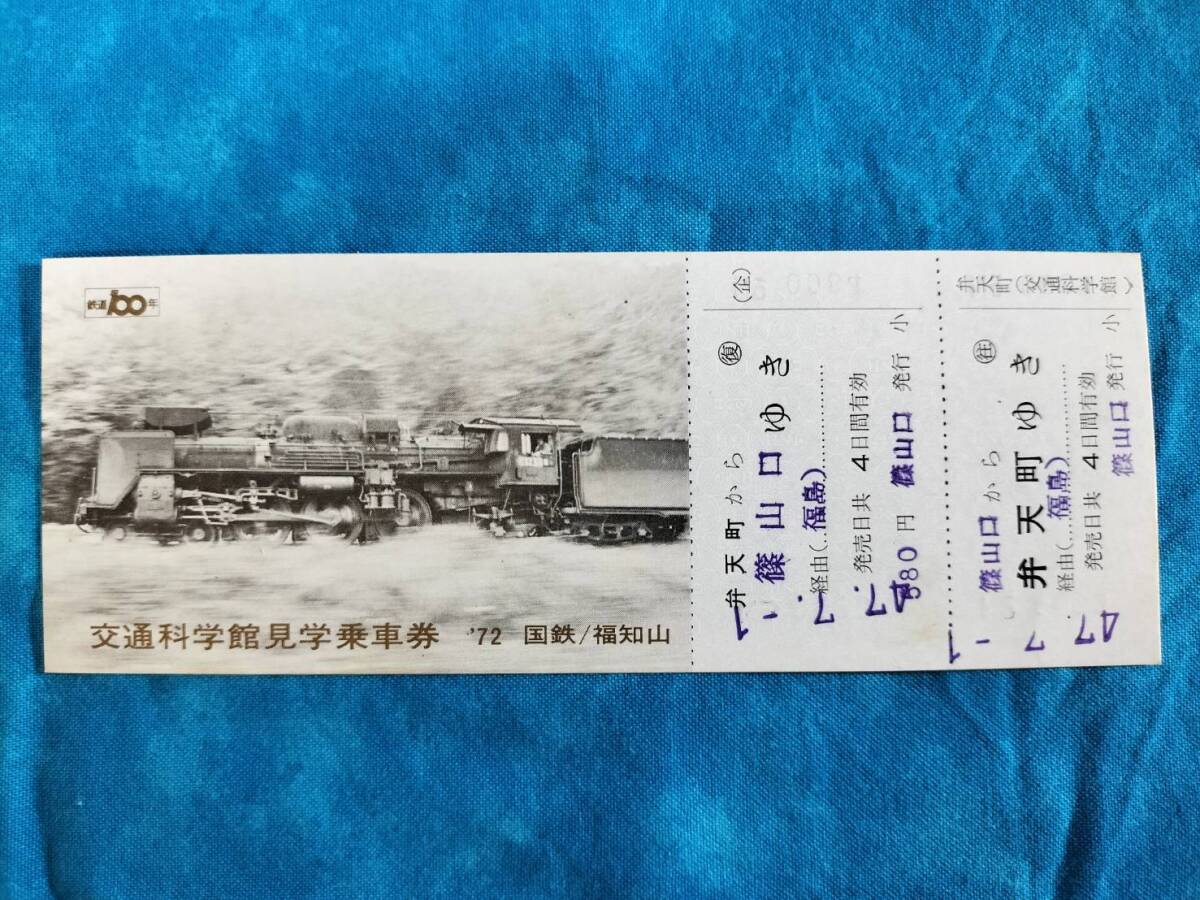 鉄道100年
交通科学館見学乗車券 '72 国鉄/福知山
(企)
復
弁天町から
篠山口ゆき
経由(‥福島)‥‥‥‥
発売日共 4日間有効
580円 篠山口 発行 小
弁天町(交通科学館)
往
篠山口から
弁天町ゆき
経由(‥福島)‥‥‥‥
発売日共 4日間有効
篠山口 発行 小